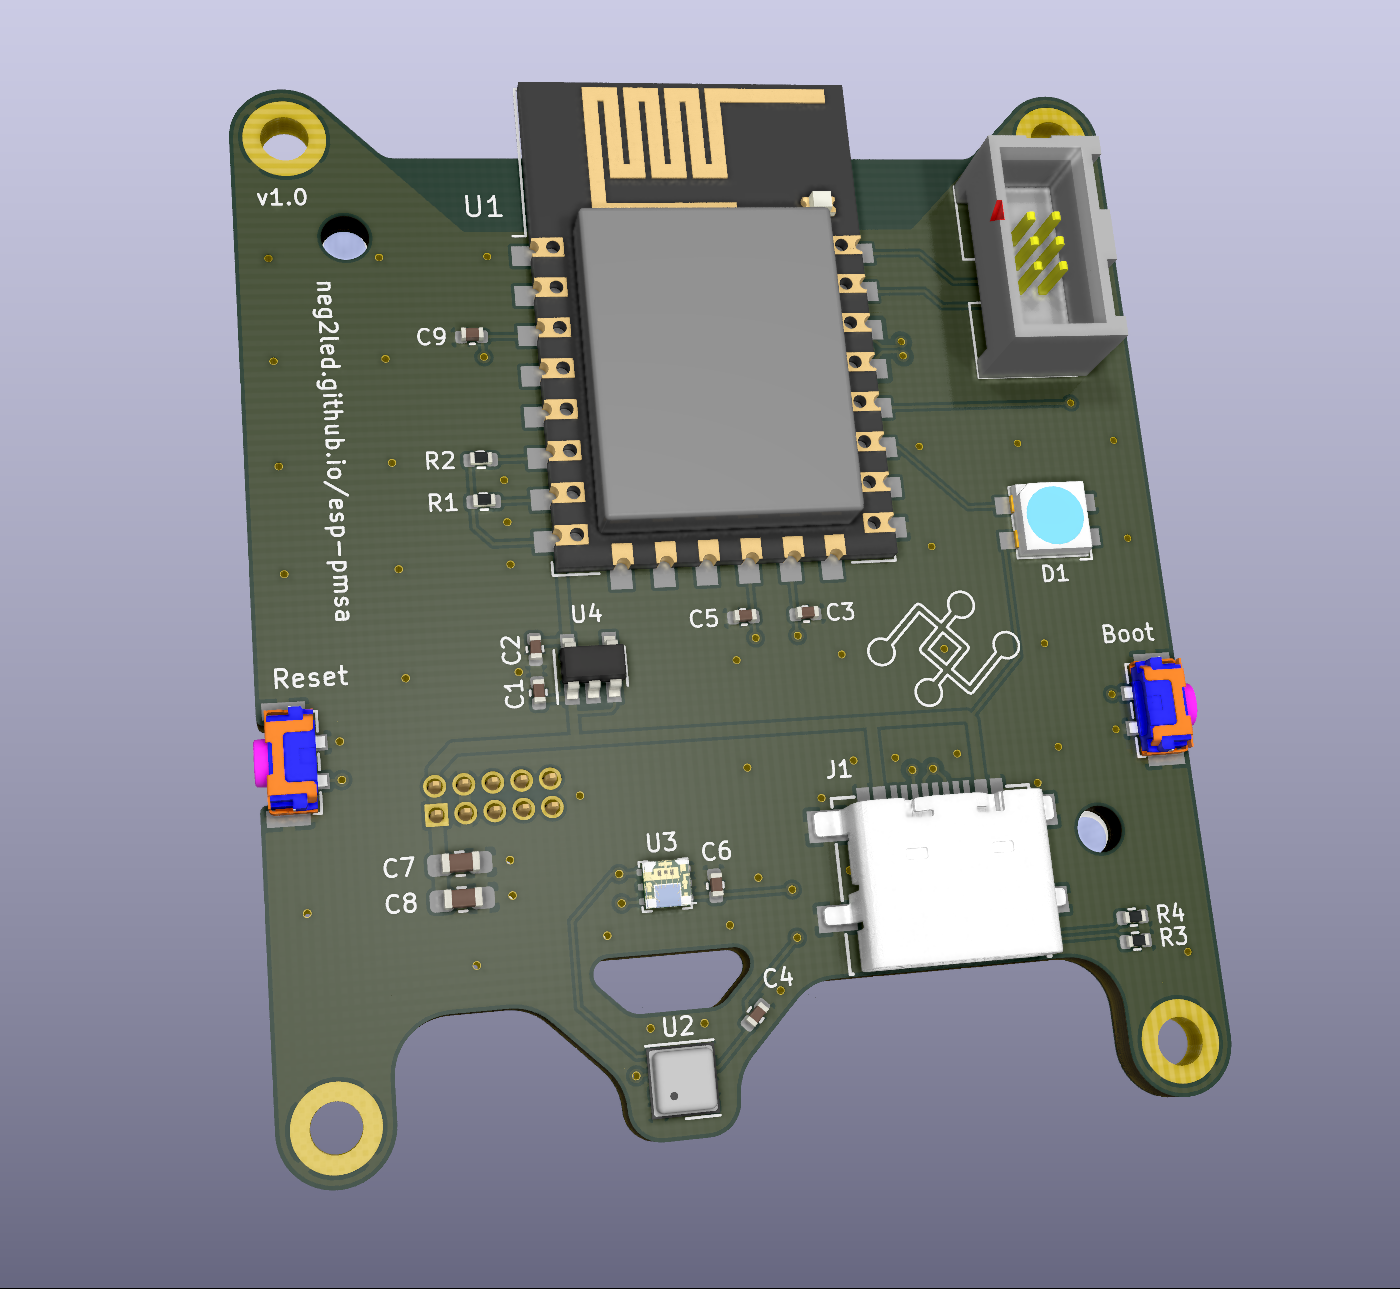 v1.0
U1
neg2led.github.io/esp-pmsa
C9
R2
R1
D1
U4
C5
C3
C2
C1
Boot
Reset
J1
U3
C6
C7
C8
R4
R3
C4
U2